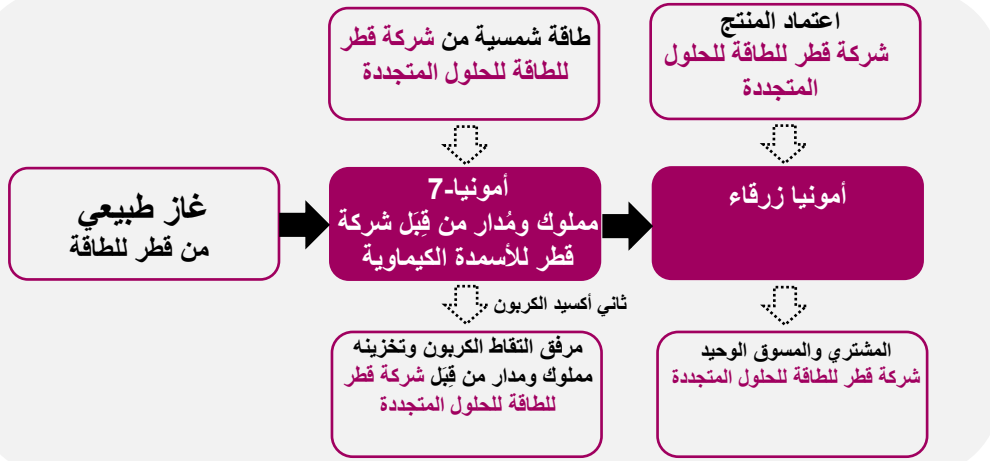 طاقة شمسية من شركة قطر
للطاقة للحلول المتجددة
اعتماد المنتج
شركة قطر للطاقة للحلول
المتجددة
غاز طبيعي
من قطر للطاقة
أمونيا-7
مملوك ومُدار من قِبَل شركة
قطر للأسمدة الكيماوية
أمونيا زرقاء
ثاني أكسيد الكربون
مرفق التقاط الكربون وتخزينه
مملوك ومدار من قِبَل شركة قطر
للطاقة للحلول المتجددة
المشتري والمسوق الوحيد
شركة قطر للطاقة للحلول المتجددة